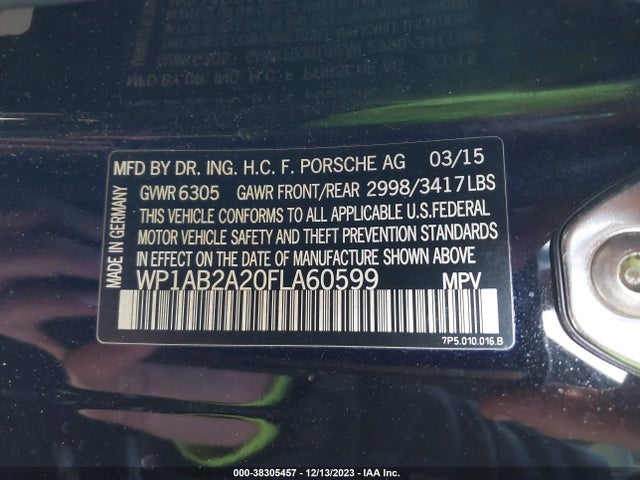 MFD BY DR. ING. H.C. F. PORSCHE AG 03/15
GVWR 6305 GAWR FRONT/REAR 2998/3417LBS
THIS VEHICLE CONFORMS TO ALL APPLICABLE U.S.FEDERAL
MOTOR VEHICLE SAFETY AND THEFT PREVENTION STANDARDS
IN EFFECT ON THE DATE OF MANUFACTURE SHOWN ABOVE
WP1AB2A20FLA60599 MPV
MADE IN GERMANY
7P5.010.016.B
000-38305457 - 12/13/2023 - IAA Inc.